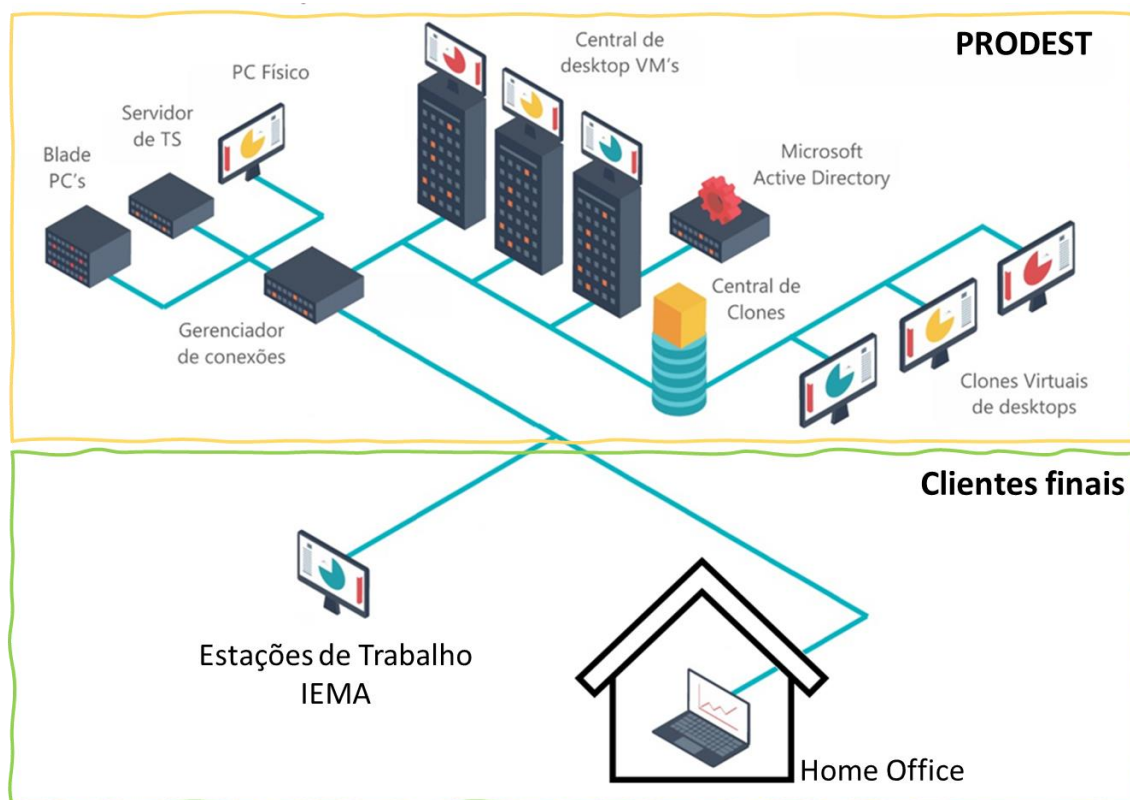 PRODEST
Central de
desktop VM's
PC Físico
Servidor
de TS
Blade
PC's
Microsoft
Active Directory
Gerenciador
de conexões
Central de
Clones
Clones Virtuais
de desktops
Clientes finais
Estações de Trabalho
IEMA
Home Office